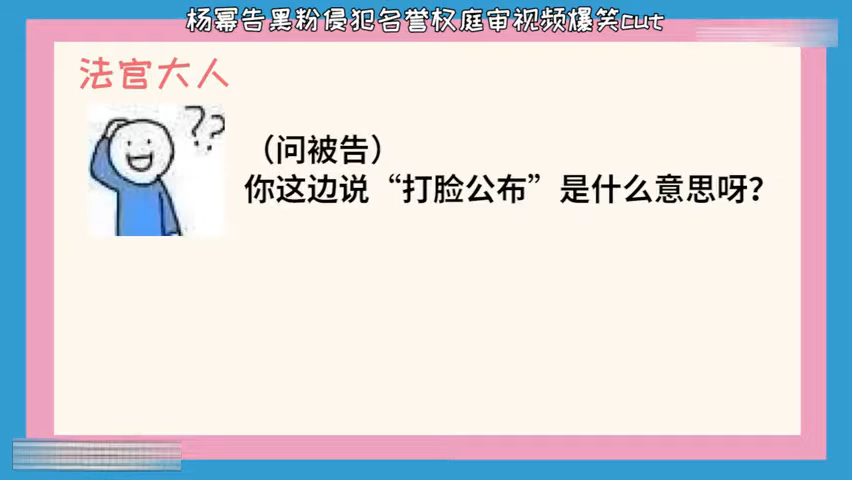 杨幂告黑粉侵犯名誉权庭审视频爆笑cut
法官大人
??
（问被告）
你这边说“打脸公布”是什么意思呀？